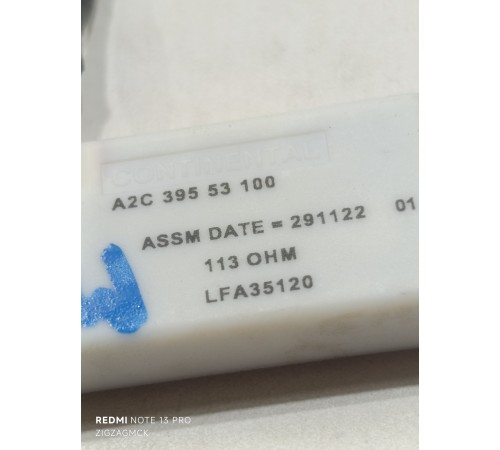 CONTINENTAL
A2C 395 53 100
ASSM DATE = 291122 01
113 OHM
LFA35120
REDMI NOTE 13 PRO
ZIGZAGMCK